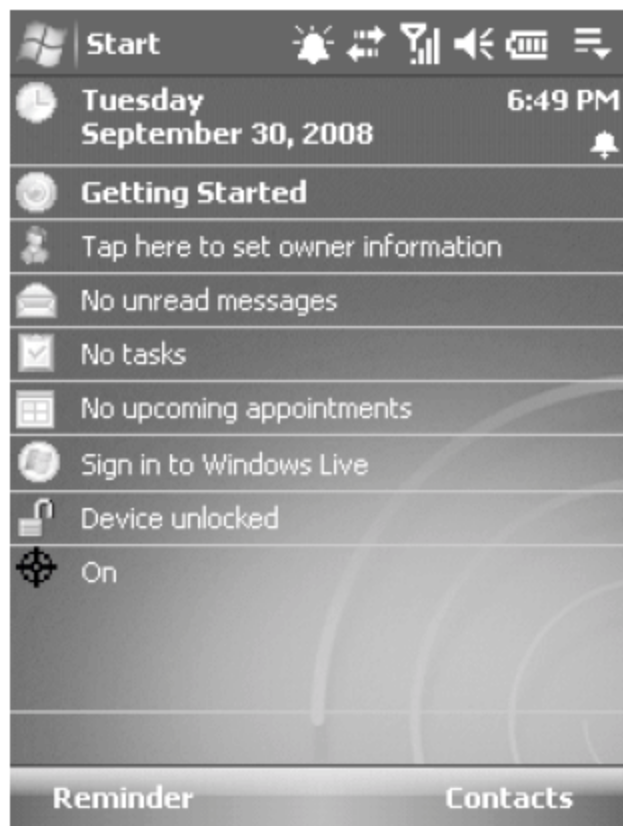 Start
Tuesday 6:49 PM
September 30, 2008
Getting Started
Tap here to set owner information
No unread messages
No tasks
No upcoming appointments
Sign in to Windows Live
Device unlocked
On
Reminder Contacts